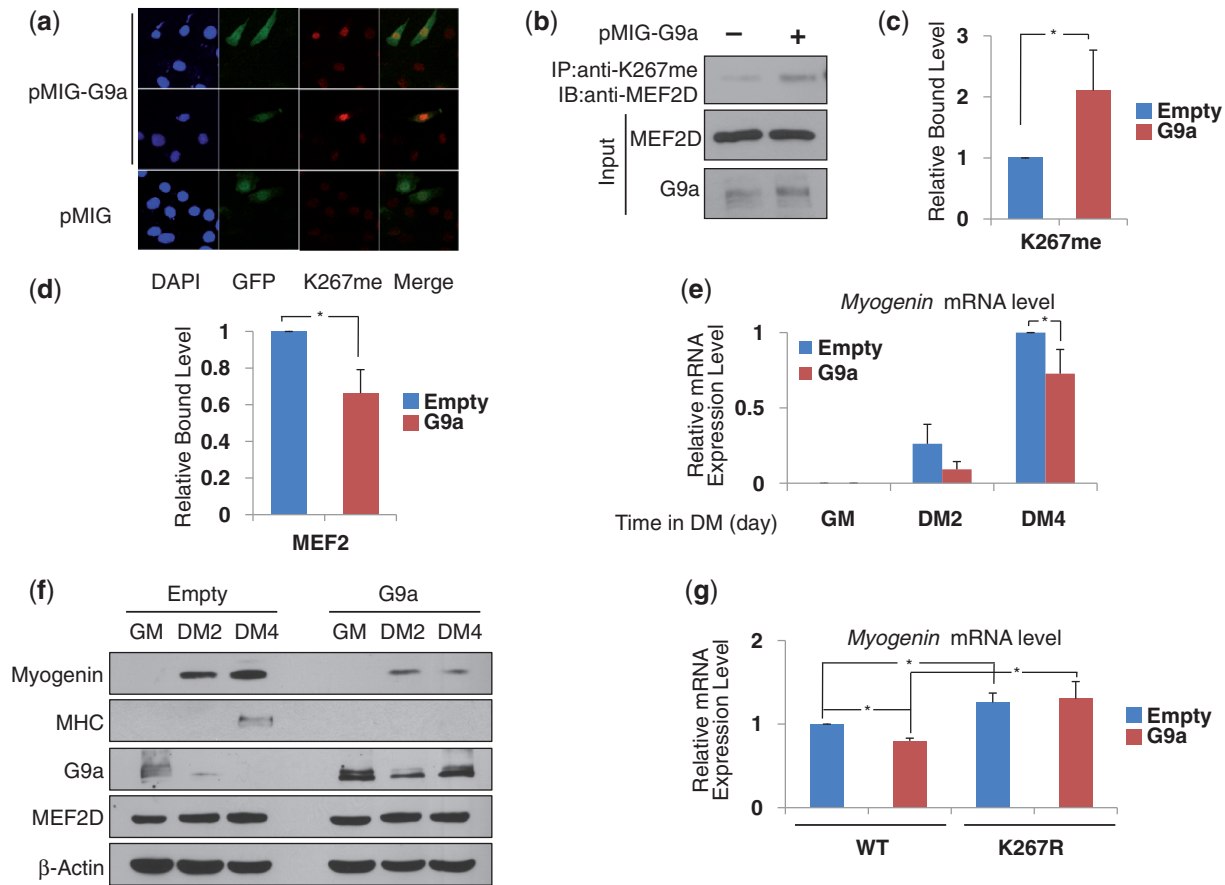 (a)
pMIG-G9a
pMIG
DAPI GFP K267me Merge
(b)
pMIG-G9a − +
IP:anti-K267me
IB:anti-MEF2D
Input
MEF2D
G9a
(c)
Relative Bound Level
3
2
1
0
*
Empty
G9a
K267me
(d)
Relative Bound Level
1
0.8
0.6
0.4
0.2
0
*
Empty
G9a
MEF2
(e)
Myogenin mRNA level
Relative mRNA
Expression Level
1
0.5
0
*
Empty
G9a
Time in DM (day) GM DM2 DM4
(f)
Empty G9a
GM DM2 DM4 GM DM2 DM4
Myogenin
MHC
G9a
MEF2D
β-Actin
(g)
Myogenin mRNA level
Relative mRNA
Expression Level
2
1
0
* * *
Empty
G9a
WT K267R